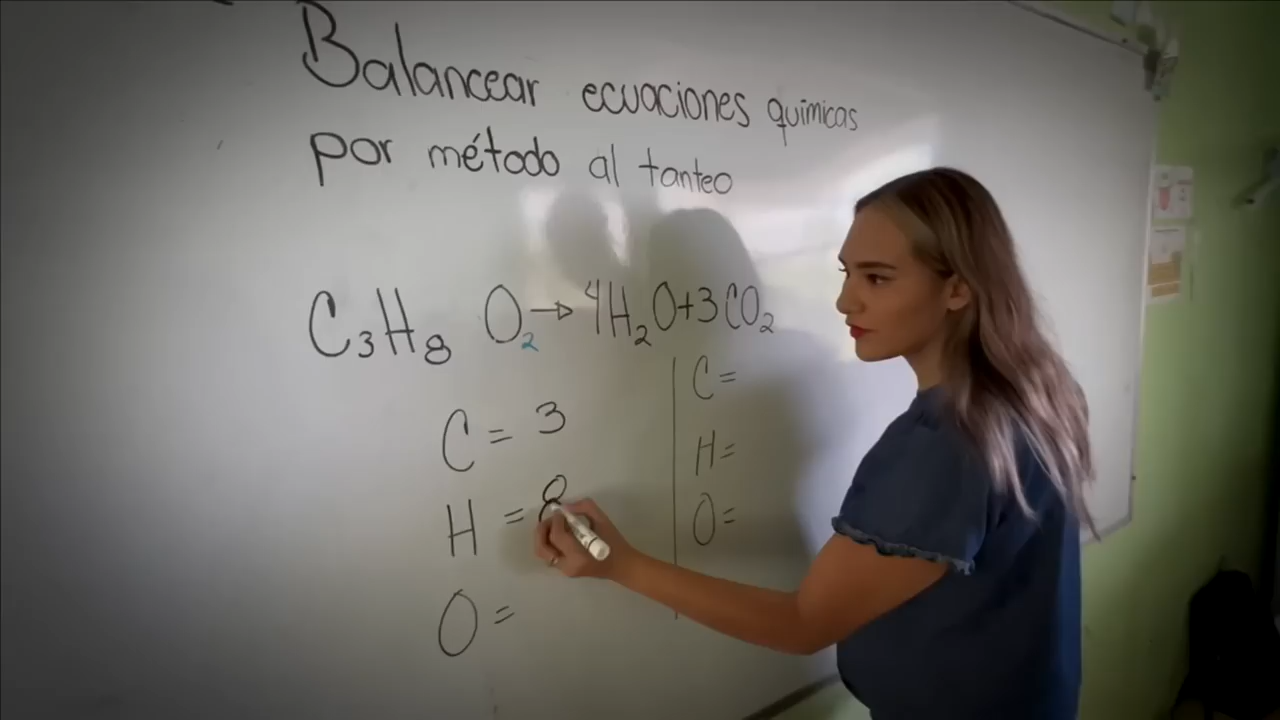 Balancear ecuaciones químicas
por método al tanteo
C₃H₈ O₂→4H₂O+3CO₂
C = 3
H = 8
O =
C=
H=
O=